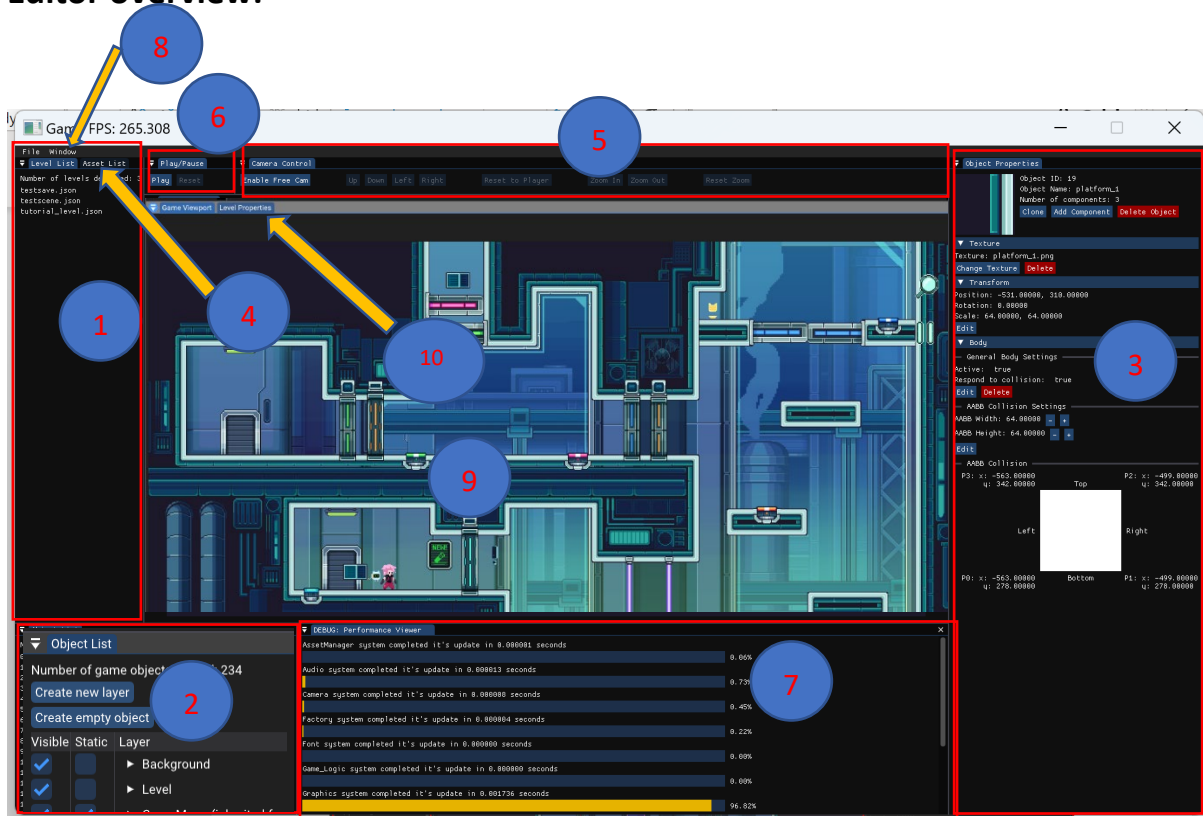 Editor overview:
8
6
5
Game FPS: 265.308
File Window
Level List Asset List
Number of levels de 3
testsave.json
testscene.json
tutorial_level.json
1
4
Play/Pause
Play Reset
Camera Control
Enable Free Cam Up Down Left Right Reset to Player Zoom In Zoom Out Reset Zoom
Game Viewport Level Properties
10
9
NEW!
Object Properties
Object ID: 19
Object Name: platform_1
Number of components: 3
Clone Add Component Delete Object
Texture
Texture: platform_1.png
Change Texture Delete
Transform
Position: -531.00000, 310.00000
Rotation: 0.00000
Scale: 64.00000, 64.00000
Edit
Body
3
General Body Settings
Active: true
Respond to collision: true
Edit Delete
AABB Collision Settings
AABB Width: 64.00000 - +
AABB Height: 64.00000 - +
Edit
AABB Collision
P3: x: -563.00000 P2: x: -499.00000
y: 342.00000 Top y: 342.00000
Left Right
P0: x: -563.00000 Bottom P1: x: -499.00000
y: 278.00000 y: 278.00000
Object List
Number of game object 234
Create new layer
2
Create empty object
Visible Static Layer
Background
Level
DEBUG: Performance Viewer
AssetManager system completed it's update in 0.000001 seconds
0.06%
Audio system completed it's update in 0.000013 seconds
0.73%
7
Camera system completed it's update in 0.000008 seconds
0.45%
Factory system completed it's update in 0.000004 seconds
0.22%
Font system completed it's update in 0.000000 seconds
0.00%
Game_Logic system completed it's update in 0.000000 seconds
0.00%
Graphics system completed it's update in 0.001736 seconds
96.82%